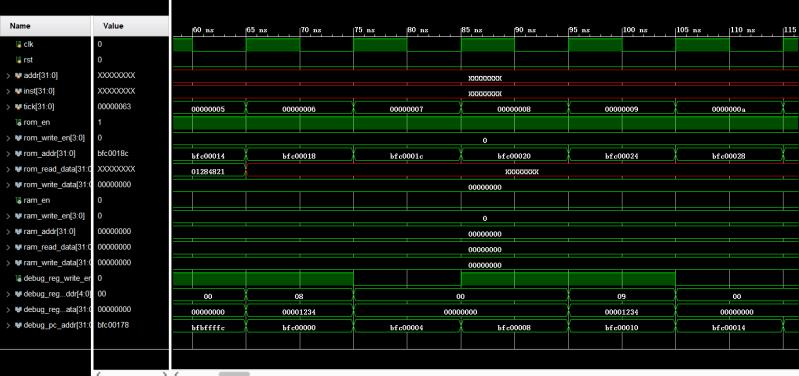 Name Value 60 ns 65 ns 70 ns 75 ns 80 ns 85 ns 90 ns 95 ns 100 ns 105 ns 110 ns 115
clk 0
rst 0
addr[31:0] XXXXXXXX XXXXXXXX
inst[31:0] XXXXXXXX XXXXXXXX
tick[31:0] 00000063 00000005 00000006 00000007 00000008 00000009 0000000a
rom_en 1
rom_write_en[3:0] 0 0
rom_addr[31:0] bfc0018c bfc00014 bfc00018 bfc0001c bfc00020 bfc00024 bfc00028
rom_read_data[31:0 XXXXXXXX 01284821 XXXXXXXX
rom_write_data[31: 00000000 00000000
ram_en 0
ram_write_en[3:0] 0 0
ram_addr[31:0] 00000000 00000000
ram_read_data[31:0 00000000 00000000
ram_write_data[31: 00000000 00000000
debug_reg_write_en 0
debug_reg...ddr[4:0] 00 00 08 00 09 00
debug_reg...ata[31:0 00000000 00000000 00001234 00000000 00001234 00000000
debug_pc_addr[31:0 bfc00178 bfbffffc bfc00000 bfc00004 bfc00008 bfc00010 bfc00014